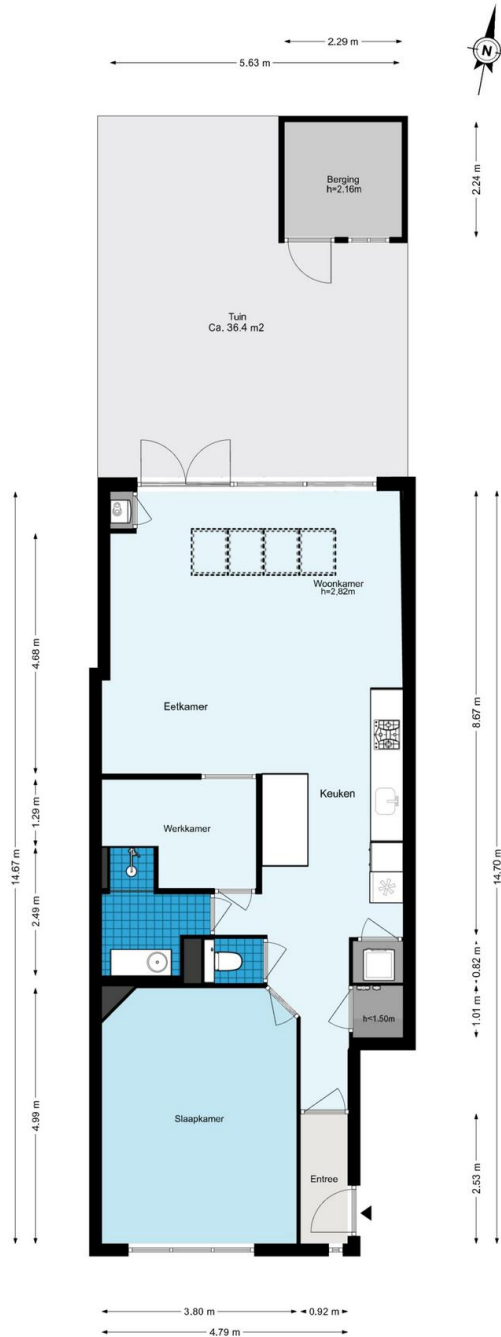 2.29 m
5.63 m
N
2.24 m
Berging
h=2.16m
Tuin
Ca. 36.4 m2
Woonkamer
h=2,82m
4.68 m
8.67 m
Eetkamer
Keuken
1.29 m
Werkkamer
14.67 m
14.70 m
2.49 m
0.82 m
1.01 m
h<1.50m
4.99 m
Slaapkamer
2.53 m
Entree
3.80 m
0.92 m
4.79 m